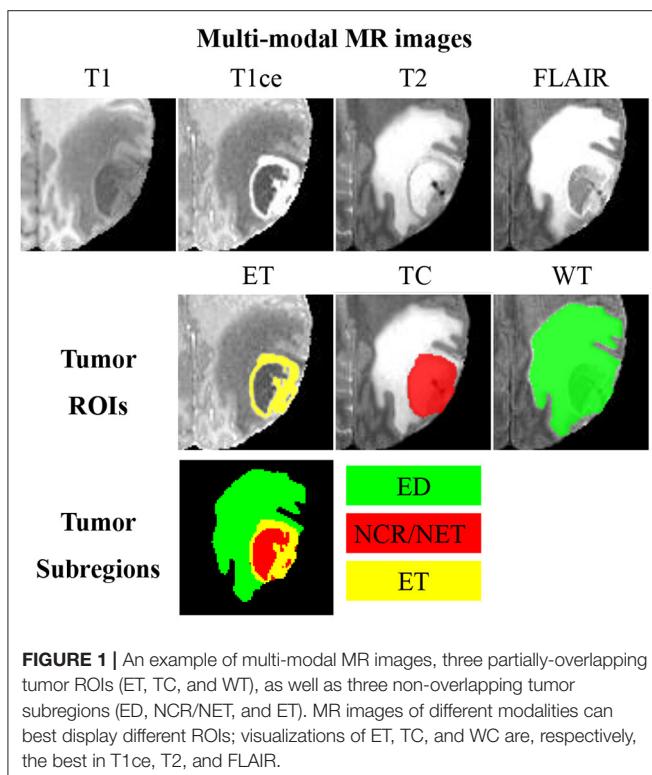 Multi-modal MR images
T1 T1ce T2 FLAIR
ET TC WT
Tumor
ROIs
Tumor
Subregions
ED
NCR/NET
ET
FIGURE 1 | An example of multi-modal MR images, three partially-overlapping
tumor ROIs (ET, TC, and WT), as well as three non-overlapping tumor
subregions (ED, NCR/NET, and ET). MR images of different modalities can
best display different ROIs; visualizations of ET, TC, and WC are, respectively,
the best in T1ce, T2, and FLAIR.